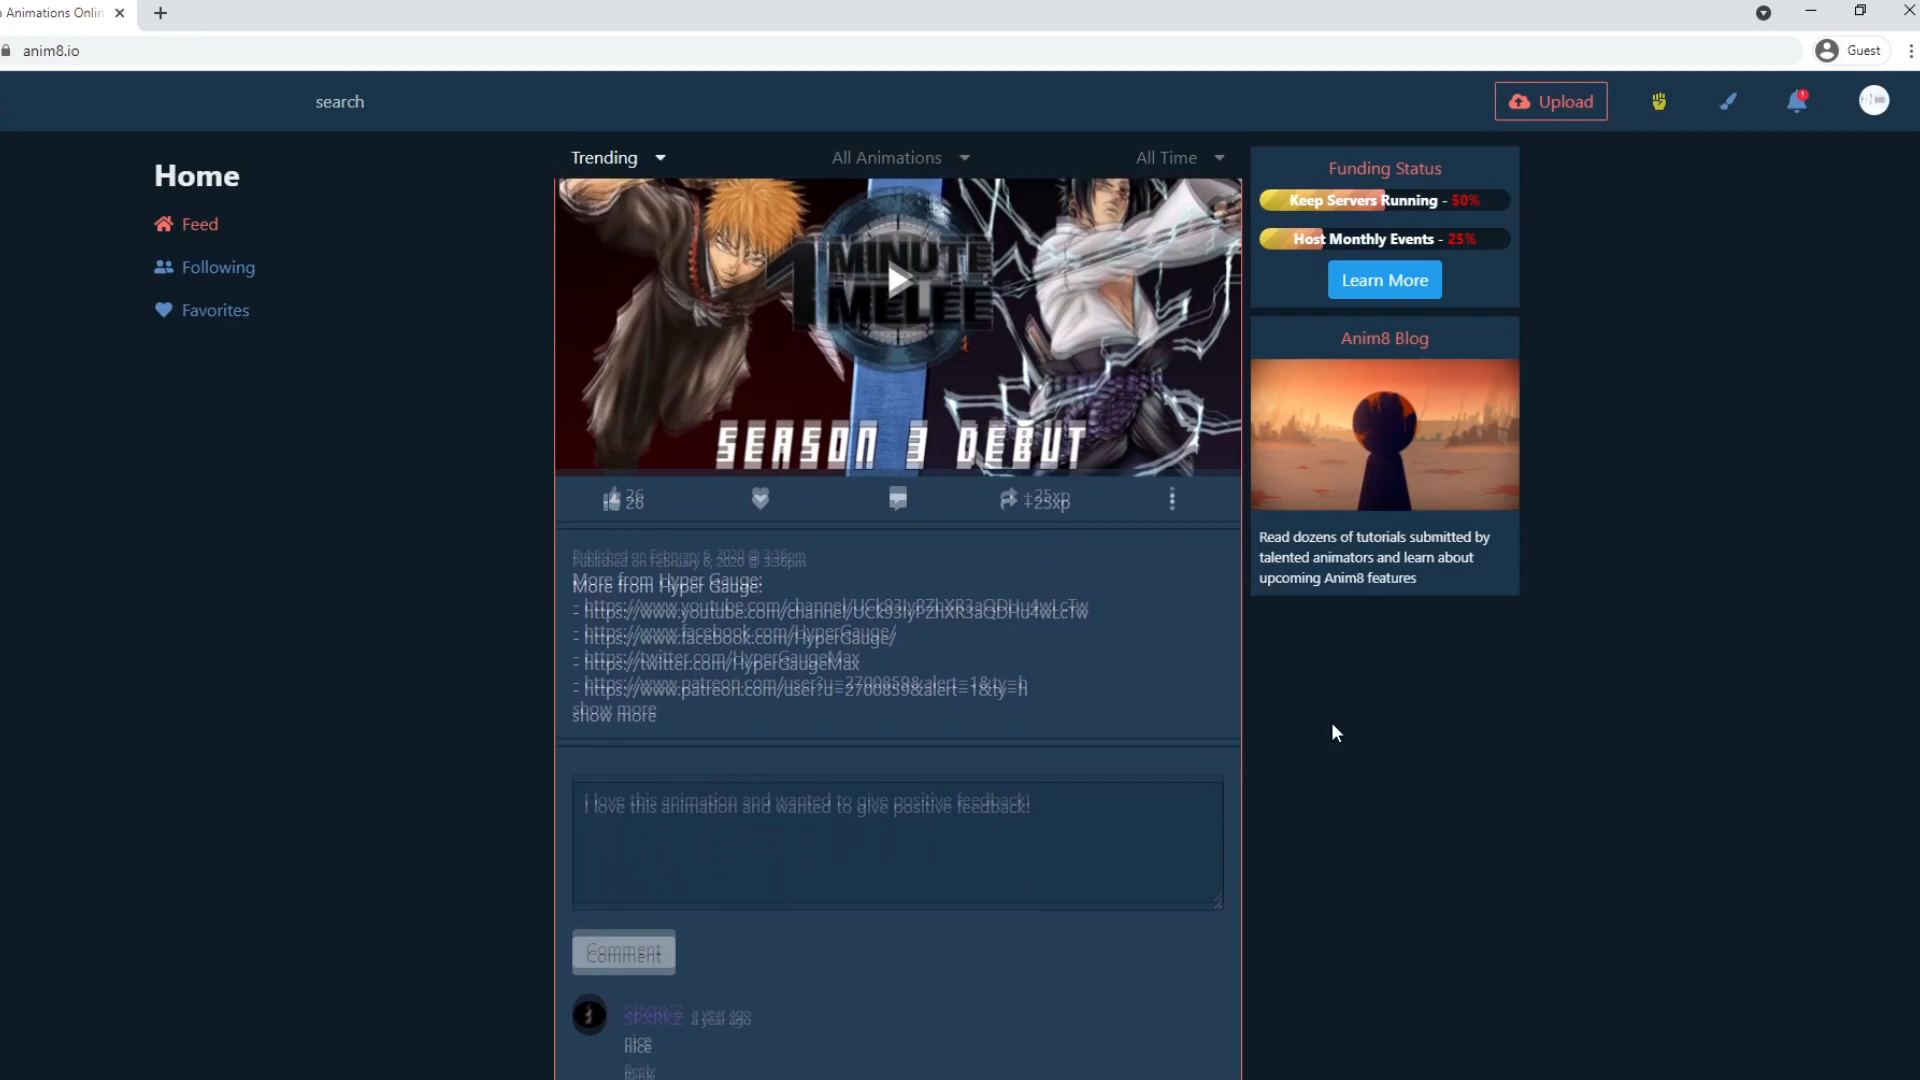 Animations Onlin
anim8.io
Guest
search
Upload
1
Home
Feed
Following
Favorites
Trending
All Animations
All Time
1 MINUTE
MELEE
SEASON 3 DEBUT
26
+25xp
Published on February 6, 2020 @ 3:36pm
More from Hyper Gauge:
- https://www.youtube.com/channel/UCk93IyPZhXR3aQDHu4wLcTw
- https://www.facebook.com/HyperGauge/
- https://twitter.com/HyperGaugeMax
- https://www.patreon.com/user?u=2700859&alert=1&ty=h
show more
I love this animation and wanted to give positive feedback!
Comment
SPXRKZ a year ago
nice
Reply
Funding Status
Keep Servers Running - 50%
Host Monthly Events - 25%
Learn More
Anim8 Blog
Read dozens of tutorials submitted by
talented animators and learn about
upcoming Anim8 features